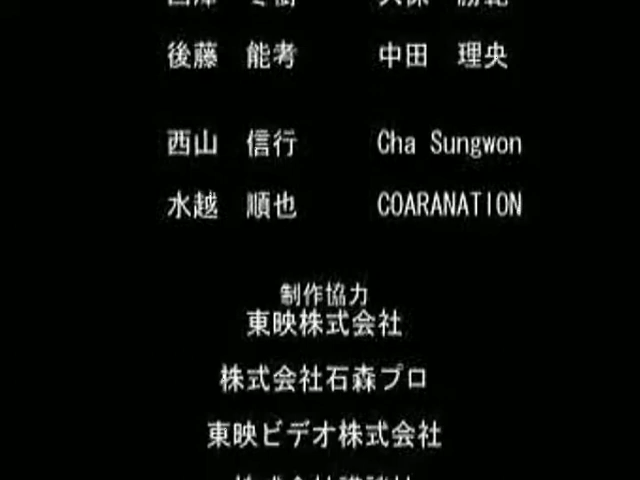 後藤 能考 中田 理央
西山 信行 Cha Sungwon
水越 順也 COARANATION
制作協力
東映株式会社
株式会社石森プロ
東映ビデオ株式会社